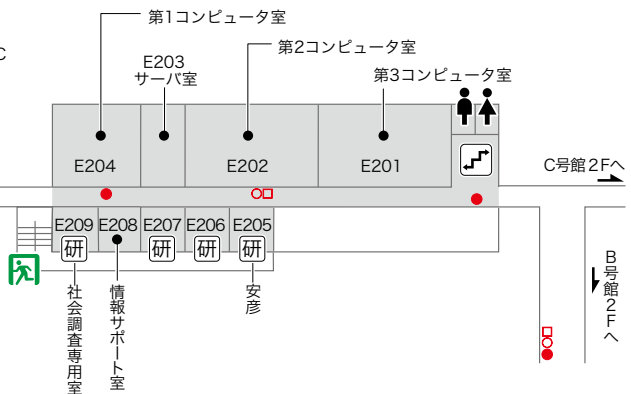 第1コンピュータ室
C
E203
サーバ室
第2コンピュータ室
第3コンピュータ室
E204
E202
E201
C号館2Fへ
E209
E208
E207
E206
E205
研
研
研
研
社会調査専用室
情報サポート室
安彦
B号館2Fへ